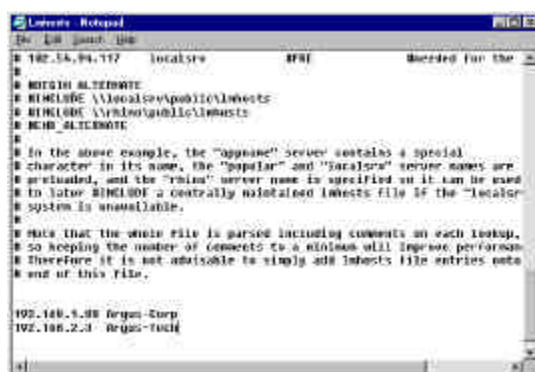 Lmhosts - Notepad
File Edit Search Help
# 102.54.94.117 localsrv #PRE #needed for the
#
# #BEGIN_ALTERNATE
# #INCLUDE \\localsrv\public\lmhosts
# #INCLUDE \\rhino\public\lmhosts
# #END_ALTERNATE
#
# In the above example, the "appname" server contains a special
# character in its name, the "popular" and "localsrv" server names are
# preloaded, and the "rhino" server name is specified so it can be used
# to later #INCLUDE a centrally maintained lmhosts file if the "localsr
# system is unavailable.
#
# Note that the whole file is parsed including comments on each lookup,
# so keeping the number of comments to a minimum will improve performan
# Therefore it is not advisable to simply add lmhosts file entries onto
# end of this file.
Argus-Corp
192.168.2.3 Argus-Tech